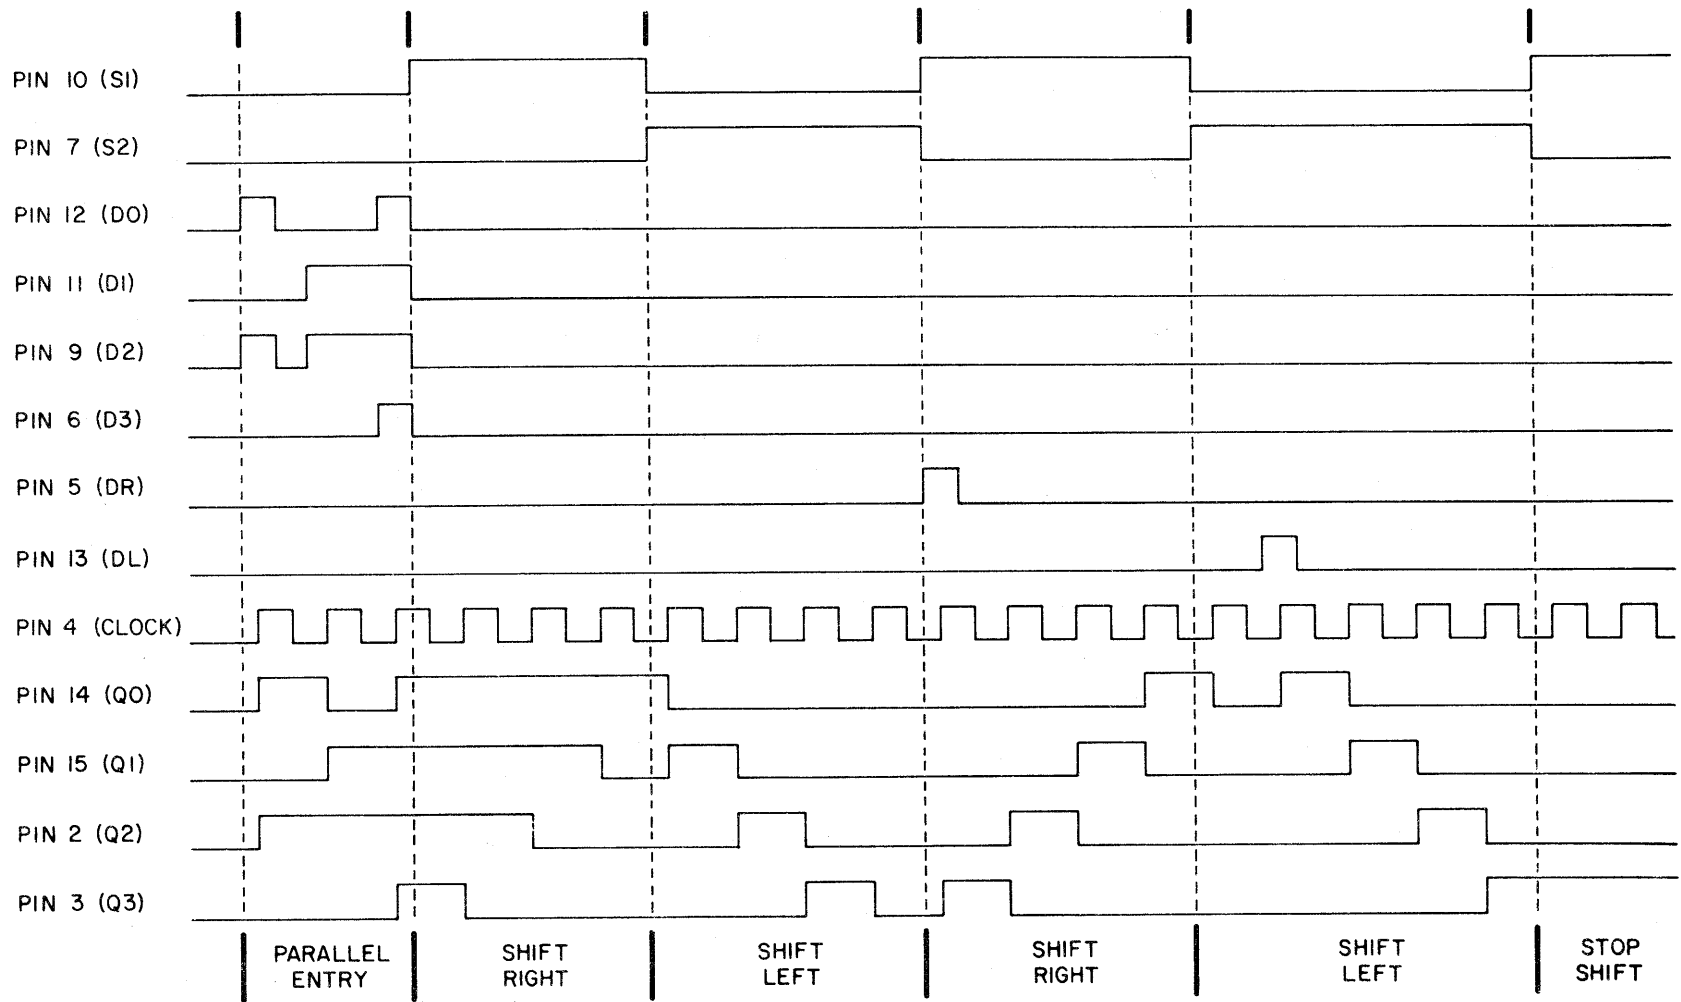 PIN 10 (S1)
PIN 7 (S2)
PIN 12 (D0)
PIN 11 (D1)
PIN 9 (D2)
PIN 6 (D3)
PIN 5 (DR)
PIN 13 (DL)
PIN 4 (CLOCK)
PIN 14 (Q0)
PIN 15 (Q1)
PIN 2 (Q2)
PIN 3 (Q3)
PARALLEL
ENTRY
SHIFT
RIGHT
SHIFT
LEFT
SHIFT
RIGHT
SHIFT
LEFT
STOP
SHIFT